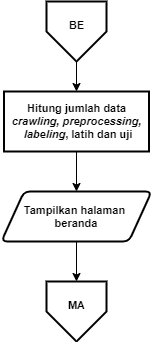 BE
Hitung jumlah data
crawling, preprocessing,
labeling, latih dan uji
Tampilkan halaman
beranda
MA